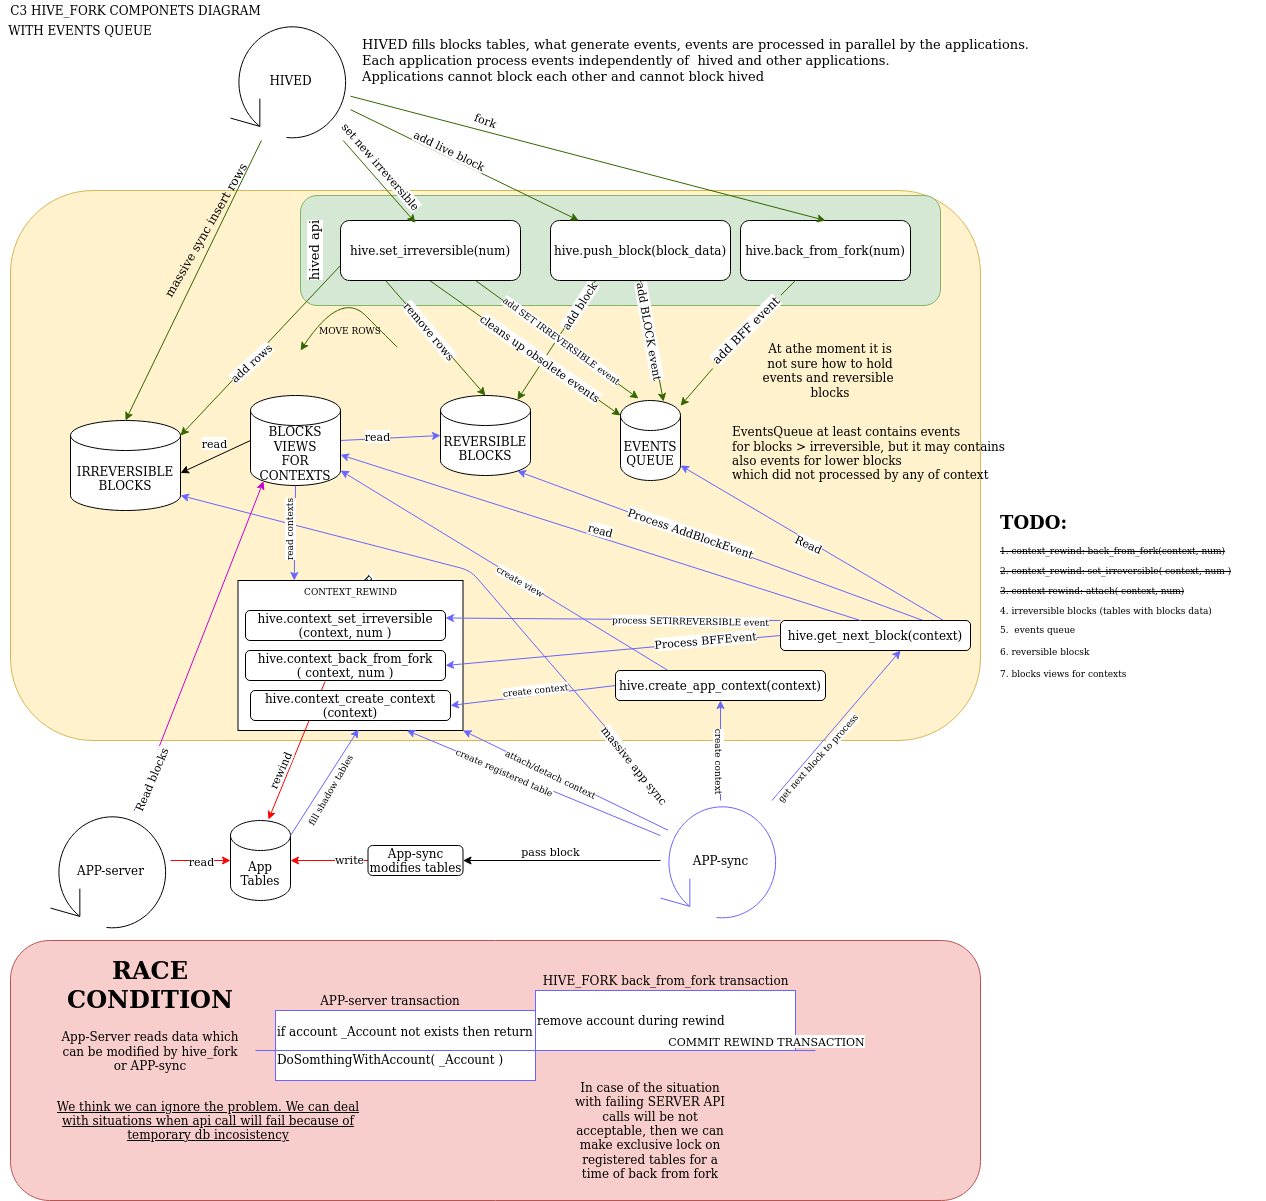 C3 HIVE_FORK COMPONETS DIAGRAM
WITH EVENTS QUEUE
HIVED
HIVED fills blocks tables, what generate events, events are processed in parallel by the applications.
Each application process events independently of  hived and other applications.
Applications cannot block each other and cannot block hived
fork
add live block
set new irreversible
massive sync insert rows
hived api
hive.set_irreversible(num)
hive.push_block(block_data)
hive.back_from_fork(num)
MOVE ROWS
add rows
remove rows
cleans up obsolete events
add SET IRREVERSIBLE event
add block
add BLOCK event
add BFF event
At athe moment it is
not sure how to hold
events and reversible
blocks
IRREVERSIBLE
BLOCKS
read
BLOCKS
VIEWS
FOR
CONTEXTS
read
REVERSIBLE
BLOCKS
EVENTS
QUEUE
EventsQueue at least contains events
for blocks > irreversible, but it may contains
also events for lower blocks
which did not processed by any of context
read contexts
create view
read
Process AddBlockEvent
Read
TODO:
1. context_rewind: back_from_fork(context, num)
2. context_rewind: set_irreversible( context, num )
3. context rewind: attach( context, num)
4. irreversible blocks (tables with blocks data)
5.  events queue
6. reversible blocsk
7. blocks views for contexts
CONTEXT_REWIND
hive.context_set_irreversible
(context, num )
hive.context_back_from_fork
( context, num )
hive.context_create_context
(context)
process SETIRREVERSIBLE event
Process BFFEvent
create context
hive.get_next_block(context)
hive.create_app_context(context)
Read blocks
rewind
fill shadow tables
create registered table
attach/detach context
massive app sync
create context
get next block to process
APP-server
read
App
Tables
write
App-sync
modifies tables
pass block
APP-sync
RACE
CONDITION
App-Server reads data which
can be modified by hive_fork
or APP-sync
We think we can ignore the problem. We can deal
with situations when api call will fail because of
temporary db incosistency
APP-server transaction
if account _Account not exists then return
DoSomthingWithAccount( _Account )
HIVE_FORK back_from_fork transaction
remove account during rewind
COMMIT REWIND TRANSACTION
In case of the situation
with failing SERVER API
calls will be not
acceptable, then we can
make exclusive lock on
registered tables for a
time of back from fork